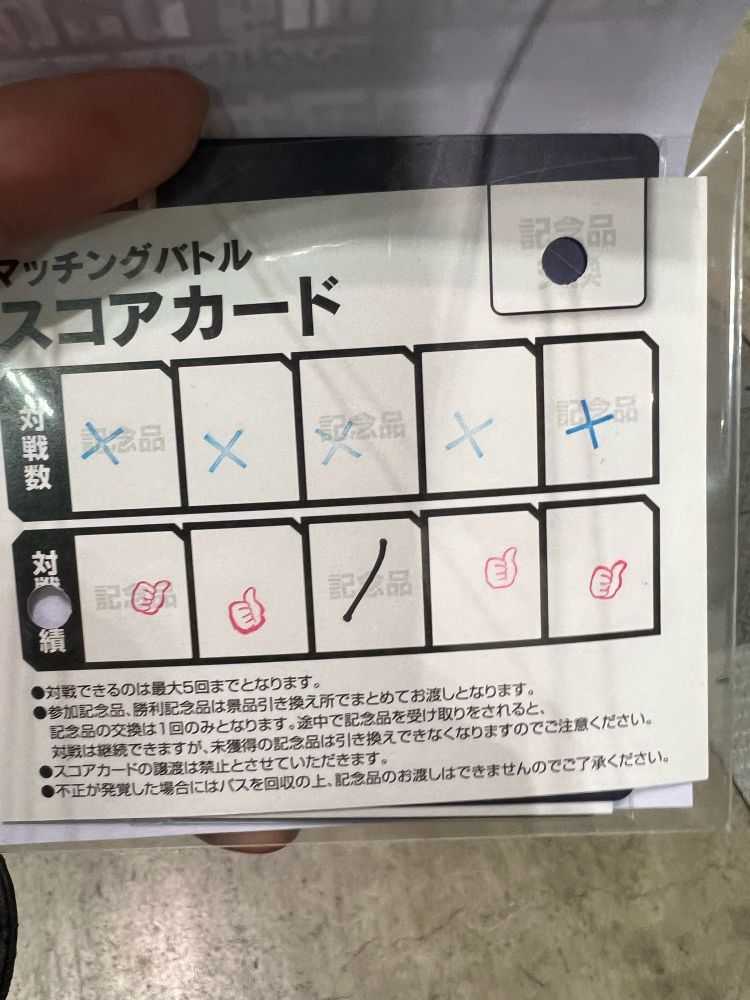 記念品
マッチングバトル
スコアカード
対戦数
記念品
記念品
記念品
対戦績
記念品
記念品
●対戦できるのは最大5回までとなります。
●参加記念品、勝利記念品は景品引き換え所でまとめてお渡しとなります。
記念品の交換は1回のみとなります。途中で記念品を受け取りをされると、
対戦は継続できますが、未獲得の記念品は引き換えできなくなりますのでご注意ください。
●スコアカードの譲渡は禁止とさせていただきます。
●不正が発覚した場合にはパスを回収の上、記念品のお渡しはできませんのでご了承ください。